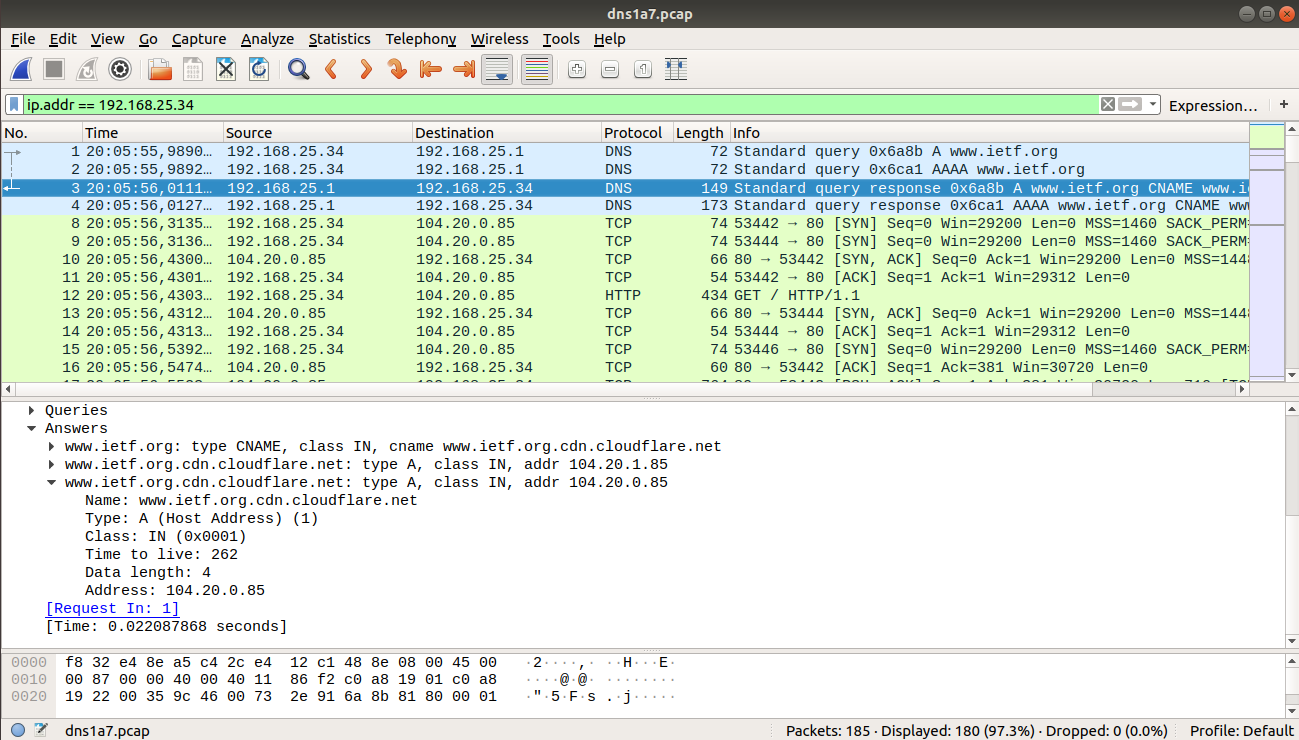 dns1a7.pcap
File Edit View Go Capture Analyze Statistics Telephony Wireless Tools Help
ip.addr == 192.168.25.34 Expression... +
No. Time Source Destination Protocol Length Info
1 20:05:55,9890... 192.168.25.34 192.168.25.1 DNS 72 Standard query 0x6a8b A www.ietf.org
2 20:05:55,9892... 192.168.25.34 192.168.25.1 DNS 72 Standard query 0x6ca1 AAAA www.ietf.org
3 20:05:56,0111... 192.168.25.1 192.168.25.34 DNS 149 Standard query response 0x6a8b A www.ietf.org CNAME www.i
4 20:05:56,0127... 192.168.25.1 192.168.25.34 DNS 173 Standard query response 0x6ca1 AAAA www.ietf.org CNAME ww
8 20:05:56,3135... 192.168.25.34 104.20.0.85 TCP 74 53442 → 80 [SYN] Seq=0 Win=29200 Len=0 MSS=1460 SACK_PERM=
9 20:05:56,3136... 192.168.25.34 104.20.0.85 TCP 74 53444 → 80 [SYN] Seq=0 Win=29200 Len=0 MSS=1460 SACK_PERM=
10 20:05:56,4300... 104.20.0.85 192.168.25.34 TCP 66 80 → 53442 [SYN, ACK] Seq=0 Ack=1 Win=29200 Len=0 MSS=144
11 20:05:56,4301... 192.168.25.34 104.20.0.85 TCP 54 53442 → 80 [ACK] Seq=1 Ack=1 Win=29312 Len=0
12 20:05:56,4303... 192.168.25.34 104.20.0.85 HTTP 434 GET / HTTP/1.1
13 20:05:56,4312... 104.20.0.85 192.168.25.34 TCP 66 80 → 53444 [SYN, ACK] Seq=0 Ack=1 Win=29200 Len=0 MSS=144
14 20:05:56,4313... 192.168.25.34 104.20.0.85 TCP 54 53444 → 80 [ACK] Seq=1 Ack=1 Win=29312 Len=0
15 20:05:56,5392... 192.168.25.34 104.20.0.85 TCP 74 53446 → 80 [SYN] Seq=0 Win=29200 Len=0 MSS=1460 SACK_PERM=
16 20:05:56,5474... 104.20.0.85 192.168.25.34 TCP 60 80 → 53442 [ACK] Seq=1 Ack=381 Win=30720 Len=0
Queries
Answers
www.ietf.org: type CNAME, class IN, cname www.ietf.org.cdn.cloudflare.net
www.ietf.org.cdn.cloudflare.net: type A, class IN, addr 104.20.1.85
www.ietf.org.cdn.cloudflare.net: type A, class IN, addr 104.20.0.85
Name: www.ietf.org.cdn.cloudflare.net
Type: A (Host Address) (1)
Class: IN (0x0001)
Time to live: 262
Data length: 4
Address: 104.20.0.85
[Request In: 1]
[Time: 0.022087868 seconds]
0000 f8 32 e4 8e a5 c4 2c e4 12 c1 48 8e 08 00 45 00 ·2····,· ··H···E·
0010 00 87 00 00 40 00 40 11 86 f2 c0 a8 19 01 c0 a8 ····@·@· ········
0020 19 22 00 35 9c 46 00 73 2e 91 6a 8b 81 80 00 01 ·"·5·F·s .·j·····
dns1a7.pcap Packets: 185 · Displayed: 180 (97.3%) · Dropped: 0 (0.0%) Profile: Default